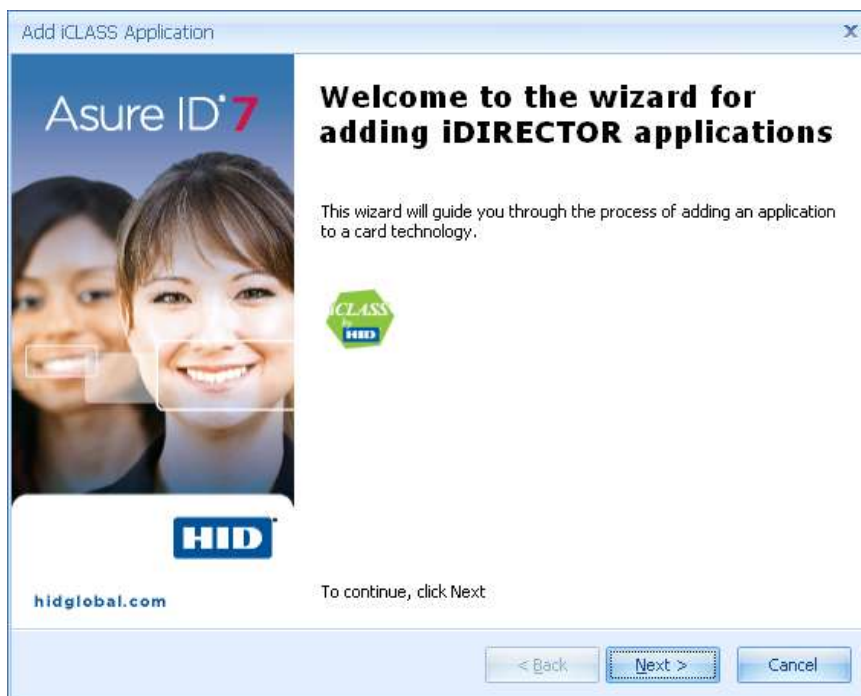 Add iCLASS Application
x
Asure ID 7
Welcome to the wizard for
adding iDIRECTOR applications
This wizard will guide you through the process of adding an application
to a card technology.
iCLASS
by
HID
HID
hidglobal.com
To continue, click Next
< Back
Next >
Cancel